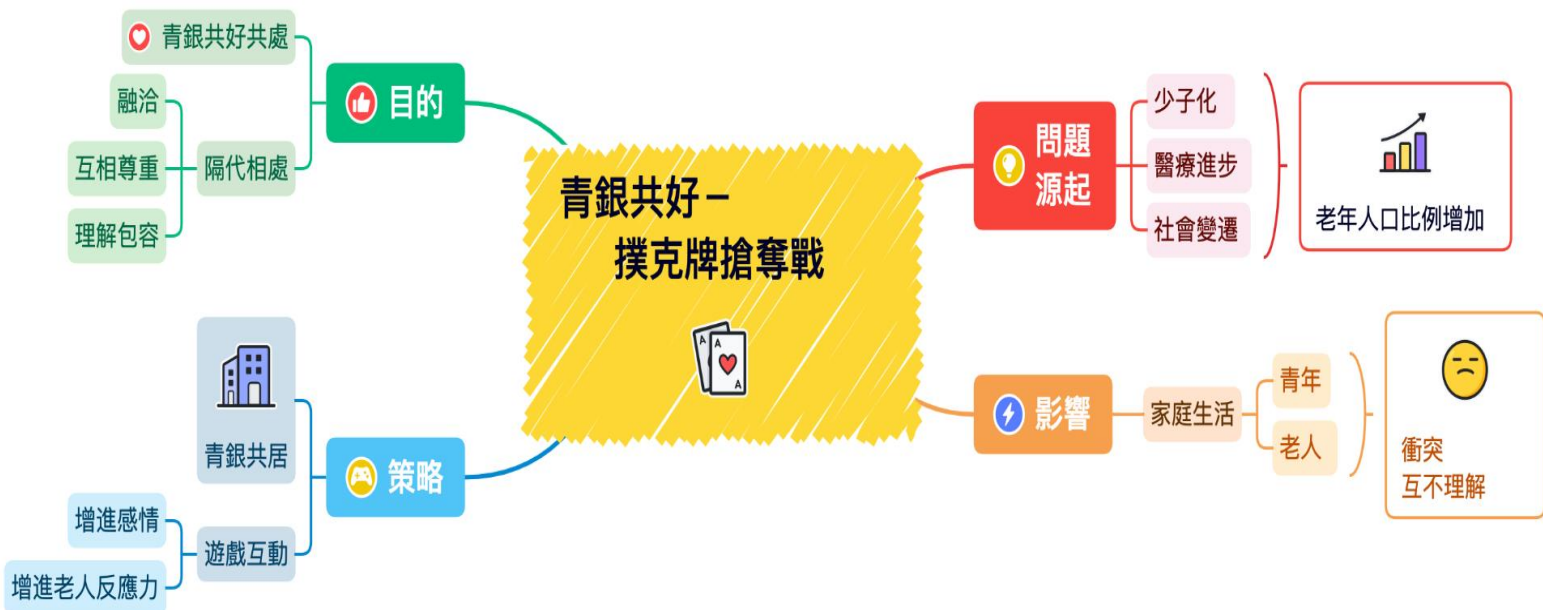 青銀共好－
撲克牌搶奪戰
A
A
A
問題
源起
少子化
醫療進步
社會變遷
老年人口比例增加
影響
家庭生活
青年
老人
衝突
互不理解
目的
青銀共好共處
隔代相處
融洽
互相尊重
理解包容
策略
青銀共居
遊戲互動
增進感情
增進老人反應力